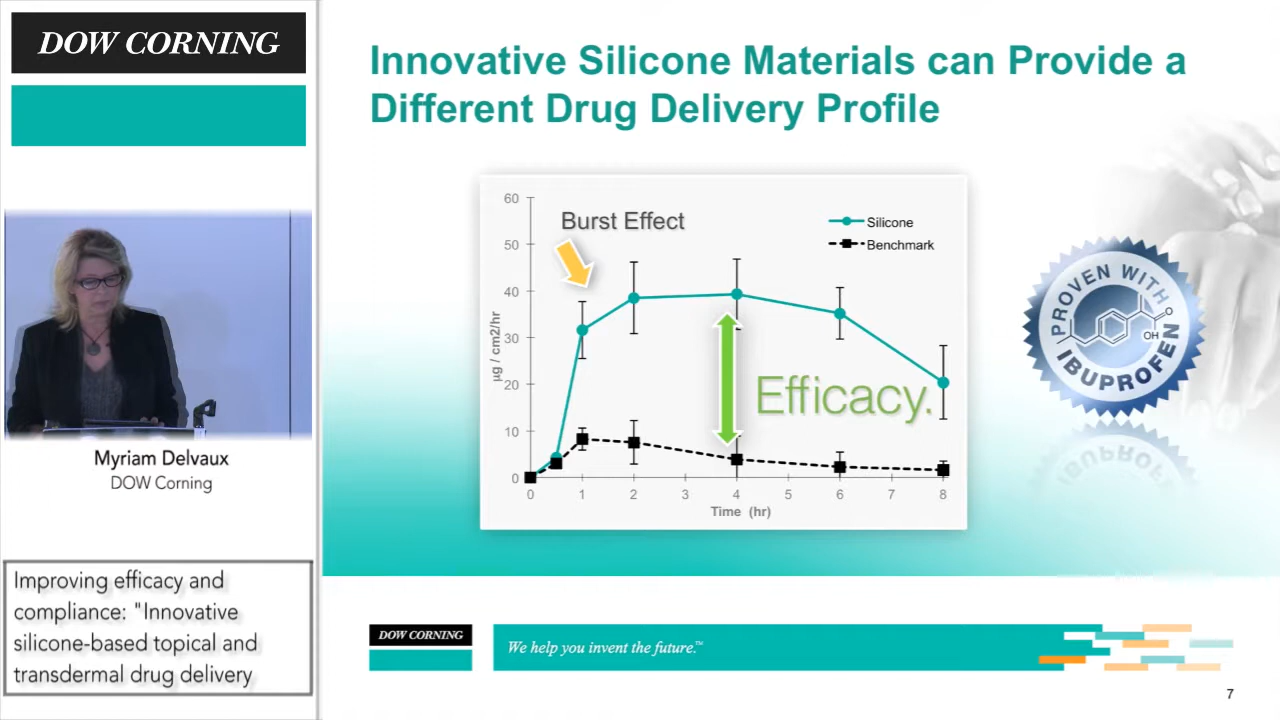 DOW CORNING
Innovative Silicone Materials can Provide a
Different Drug Delivery Profile
60
50
40
30
20
10
0
µg / cm2/hr
Burst Effect
Silicone
Benchmark
Efficacy.
0 1 2 3 4 5 6 7 8
Time (hr)
PROVEN WITH
O
OH
IBUPROFEN
Myriam Delvaux
DOW Corning
Improving efficacy and
compliance: "Innovative
silicone-based topical and
transdermal drug delivery
DOW CORNING
We help you invent the future.™
7